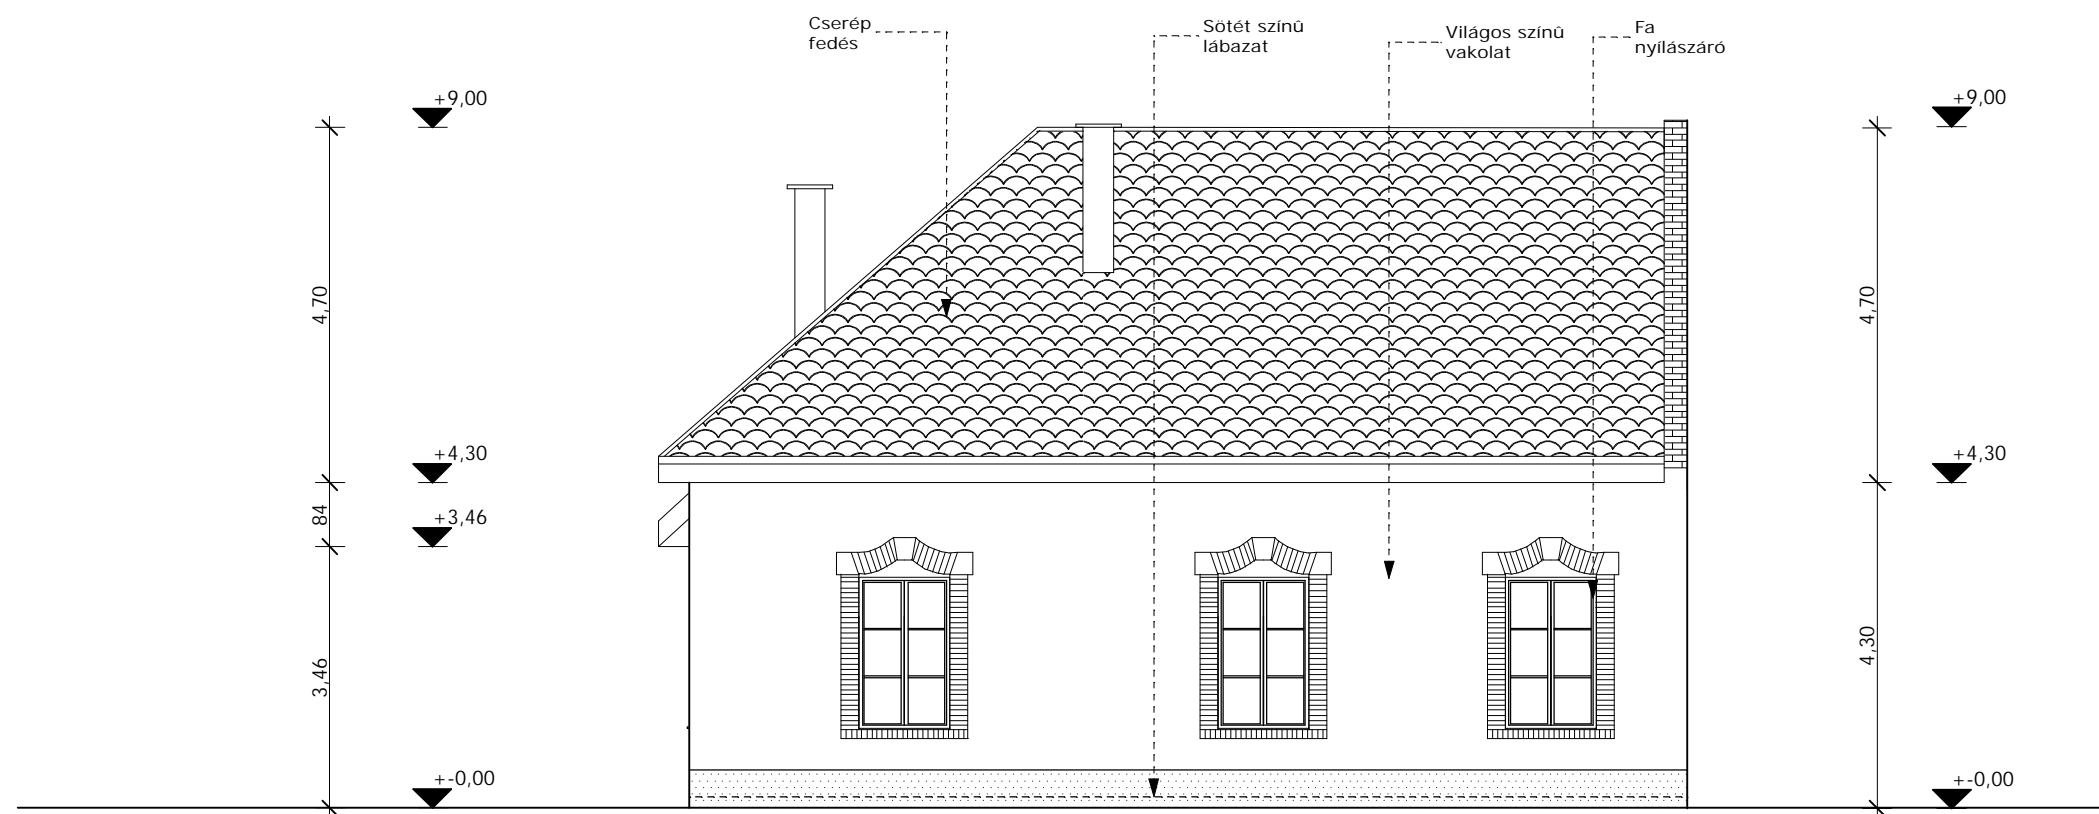 Cserép
fedés
Sötét színû
lábazat
Világos színû
vakolat
Fa
nyílászáró
+9,00
+9,00
4,70
4,70
+4,30
+4,30
84
+3,46
3,46
4,30
+-0,00
+-0,00